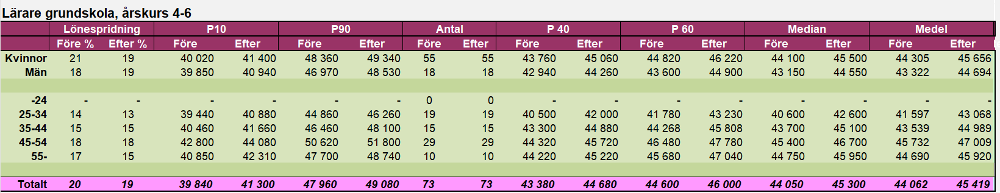 Lärare grundskola, årskurs 4-6
Lönespridning P10 P90 Antal P 40 P 60 Median Medel
Före % Efter % Före Efter Före Efter Före Efter Före Efter Före Efter Före Efter Före Efter
Kvinnor 21 19 40 020 41 400 48 360 49 340 55 55 43 760 45 060 44 820 46 220 44 100 45 500 44 305 45 656
Män 18 19 39 850 40 940 46 970 48 530 18 18 42 940 44 260 43 600 44 900 43 150 44 550 43 322 44 694
-24 - - - - - - 0 0 - - - - - - - -
25-34 14 13 39 440 40 880 44 860 46 260 19 19 40 500 42 000 41 780 43 230 40 600 42 600 41 597 43 068
35-44 15 15 40 460 41 660 46 460 48 100 15 15 43 300 44 880 44 268 45 808 43 700 45 100 43 539 44 989
45-54 18 18 42 800 44 080 50 620 51 800 29 29 44 320 45 720 46 480 47 780 45 400 46 700 45 732 47 009
55- 17 15 40 850 42 310 47 700 48 740 10 10 44 220 45 220 45 680 47 040 44 750 45 950 44 690 45 920
Totalt 20 19 39 840 41 300 47 960 49 080 73 73 43 380 44 680 44 600 46 000 44 050 45 300 44 062 45 419